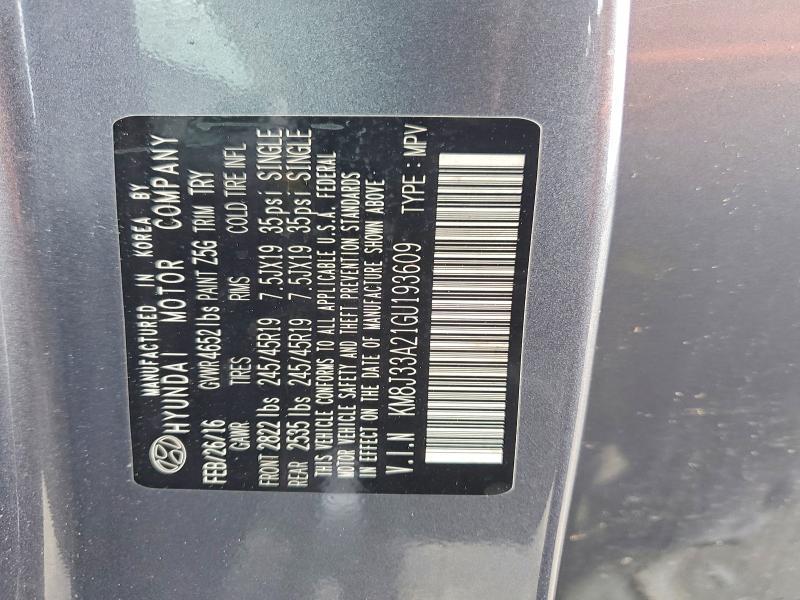 MANUFACTURED IN KOREA BY
HYUNDAI MOTOR COMPANY
FEB/26/16 GVWR4652 lbs PAINT Z5G TRIM TRY
GAWR TIRES RIMS COLD TIRE INFL
FRONT 2822 lbs 245/45R19 7.5JX19 35psi SINGLE
REAR 2535 lbs 245/45R19 7.5JX19 35psi SINGLE
THIS VEHICLE CONFORMS TO ALL APPLICABLE U.S.A. FEDERAL
MOTOR VEHICLE SAFETY AND THEFT PREVENTION STANDARDS
IN EFFECT ON THE DATE OF MANUFACTURE SHOWN ABOVE
V.I.N KM8J33A21GU193609 TYPE : MPV